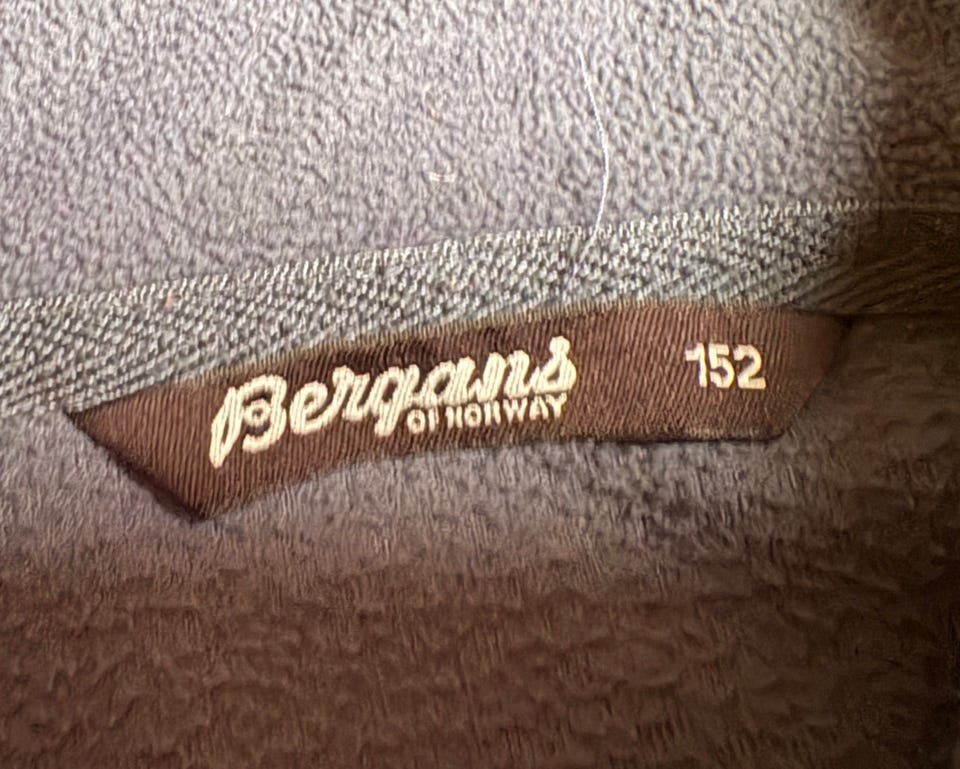 Bergans
OF NORWAY
152